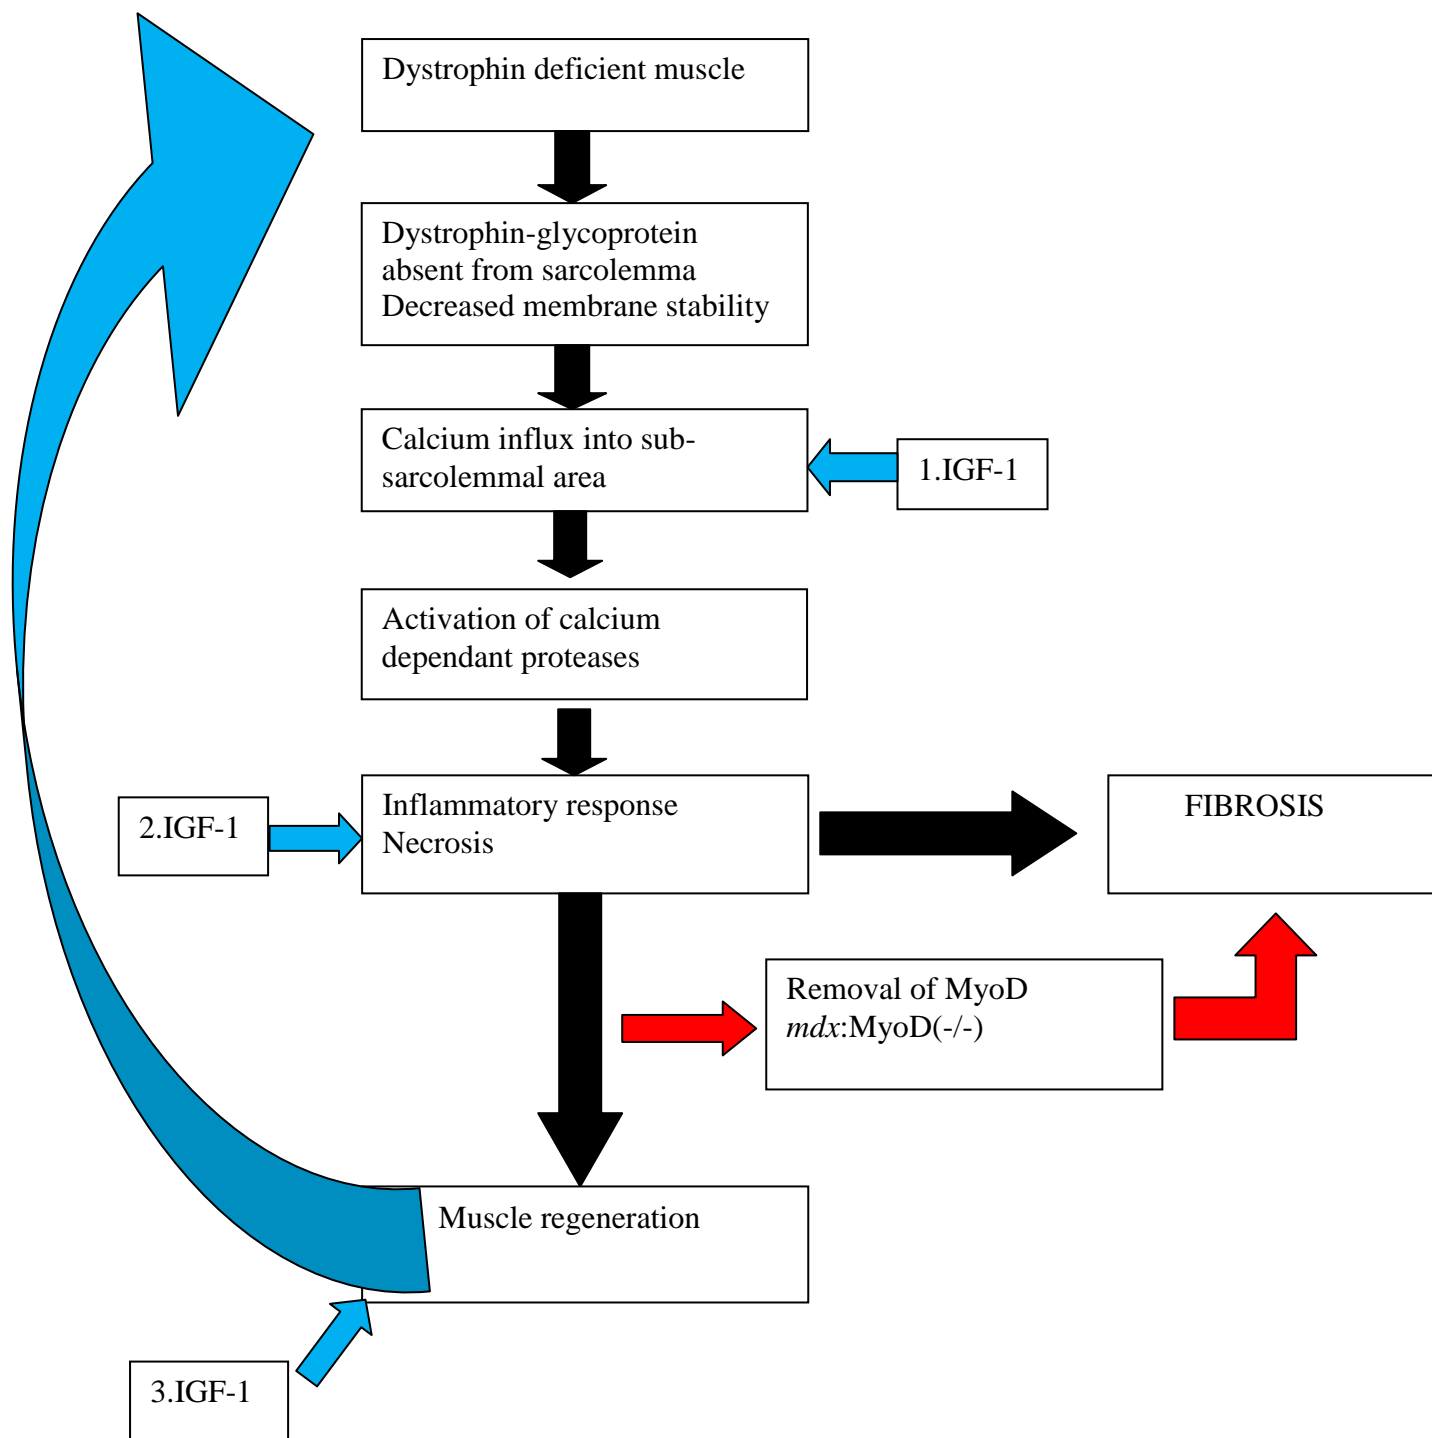 Dystrophin deficient muscle
Dystrophin-glycoprotein
absent from sarcolemma
Decreased membrane stability
Calcium influx into sub-
sarcolemmal area
1.IGF-1
Activation of calcium
dependant proteases
Inflammatory response
Necrosis
2.IGF-1
FIBROSIS
Removal of MyoD
mdx:MyoD(-/-)
Muscle regeneration
3.IGF-1